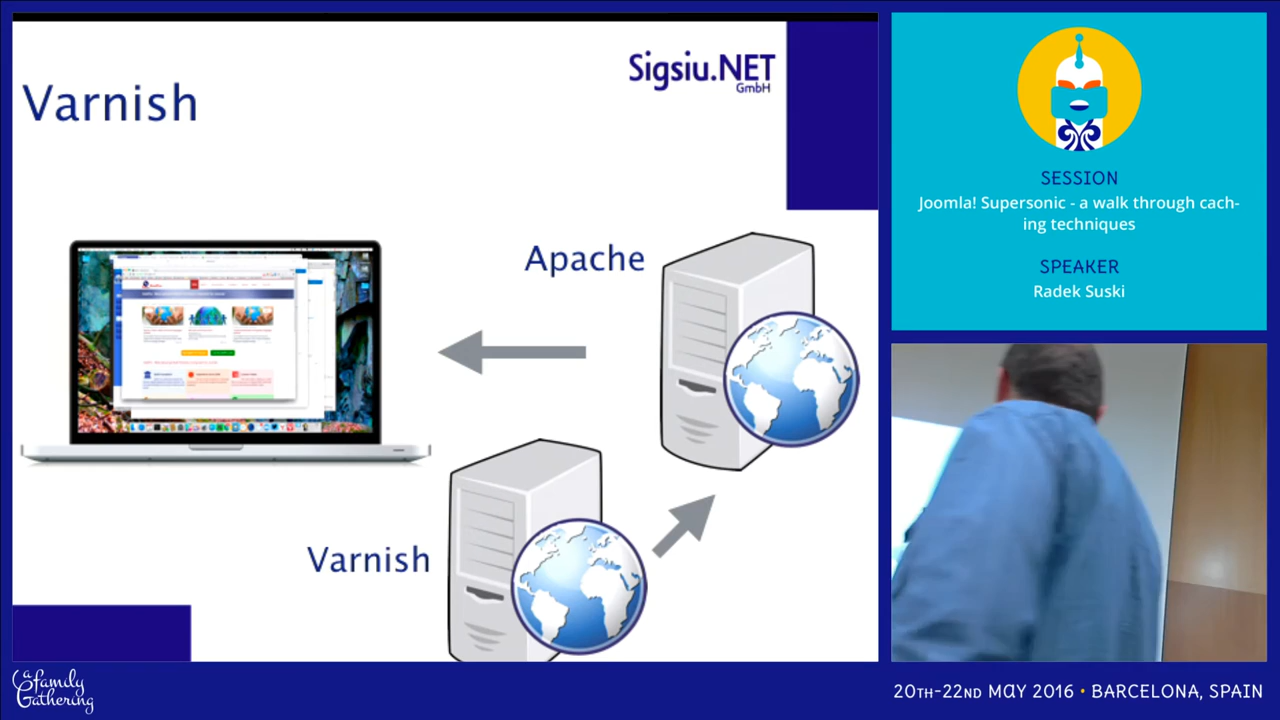 Sigsiu.NET
GmbH
Varnish
Apache
Varnish
SESSION
Joomla! Supersonic - a walk through cach-
ing techniques
SPEAKER
Radek Suski
a family
Gathering
20TH-22ND MAY 2016 • BARCELONA, SPAIN